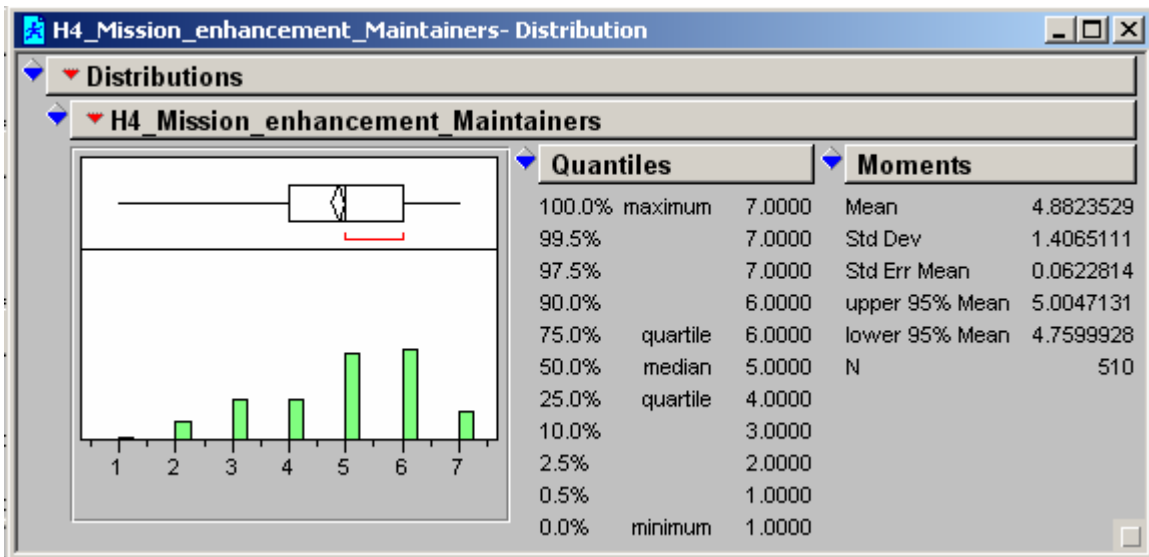 H4_Mission_enhancement_Maintainers- Distribution
Distributions
H4_Mission_enhancement_Maintainers
Quantiles
100.0% maximum 7.0000
99.5% 7.0000
97.5% 7.0000
90.0% 6.0000
75.0% quartile 6.0000
50.0% median 5.0000
25.0% quartile 4.0000
10.0% 3.0000
2.5% 2.0000
0.5% 1.0000
0.0% minimum 1.0000
Moments
Mean 4.8823529
Std Dev 1.4065111
Std Err Mean 0.0622814
upper 95% Mean 5.0047131
lower 95% Mean 4.7599928
N 510
1 2 3 4 5 6 7